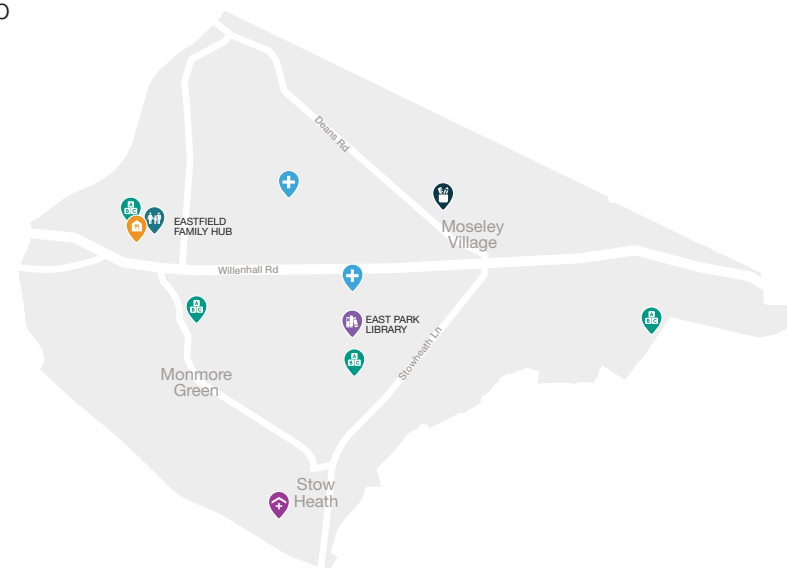 Deans Rd
Moseley
Village
EASTFIELD
FAMILY HUB
Willenhall Rd
EAST PARK
LIBRARY
Stowheath Ln
Monmore
Green
Stow
Heath
A
B C
A
B C
A
B C
A
B C